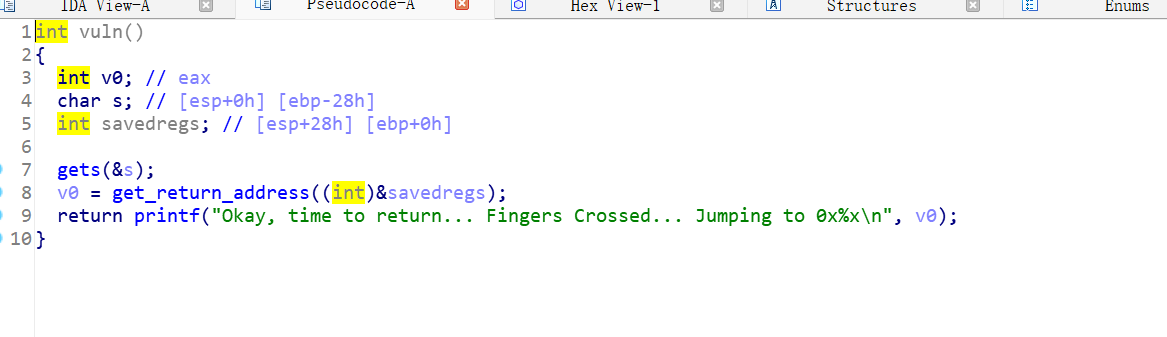 IDA View-A Pseudocode-A Hex View-1 Structures Enums
1 int vuln()
2 {
3 int v0; // eax
4 char s; // [esp+0h] [ebp-28h]
5 int savedregs; // [esp+28h] [ebp+0h]
6
7 gets(&s);
8 v0 = get_return_address((int)&savedregs);
9 return printf("Okay, time to return... Fingers Crossed... Jumping to 0x%x\n", v0);
10 }